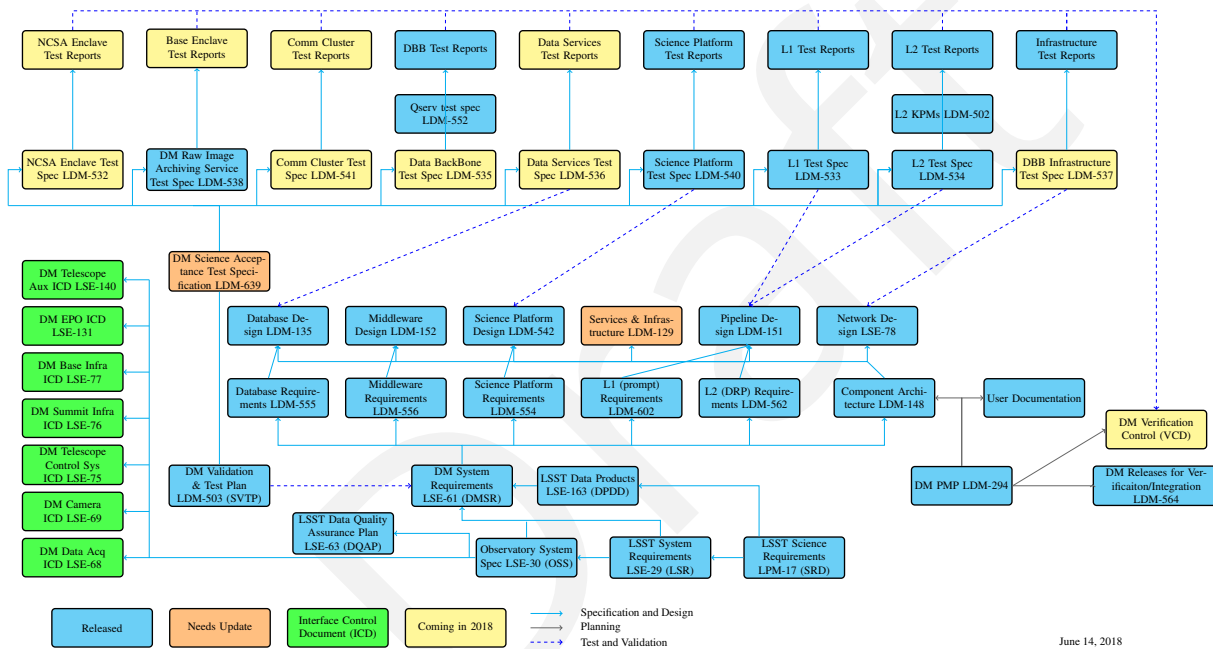 NCSA Enclave
Test Reports
Base Enclave
Test Reports
Comm Cluster
Test Reports
DBB Test Reports
Data Services
Test Reports
Science Platform
Test Reports
L1 Test Reports
L2 Test Reports
Infrastructure
Test Reports
Qserv test spec
LDM-552
L2 KPMs LDM-502
NCSA Enclave Test
Spec LDM-532
DM Raw Image
Archiving Service
Test Spec LDM-538
Comm Cluster Test
Spec LDM-541
Data BackBone
Test Spec LDM-535
Data Services Test
Spec LDM-536
Science Platform
Test Spec LDM-540
L1 Test Spec
LDM-533
L2 Test Spec LDM-
534
DBB Infrastructure
Test Spec LDM-537
DM Science Accep-
tance Test Speci-
fication LDM-639
DM Telescope
Aux ICD LSE-140
DM EPO ICD
LSE-131
DM Base Infra
ICD LSE-77
DM Summit Infra
ICD LSE-76
DM Telescope
Control Sys
ICD LSE-75
DM Camera
ICD LSE-69
DM Data Acq
ICD LSE-68
Database De-
sign LDM-135
Middleware
Design LDM-152
Science Platform
Design LDM-542
Services & Infras-
tructure LDM-129
Pipeline De-
sign LDM-151
Network De-
sign LSE-78
Database Require-
ments LDM-555
Middleware
Requirements
LDM-556
Science Platform
Requirements
LDM-554
L1 (prompt)
Requirements
LDM-602
L2 (DRP) Require-
ments LDM-562
Component Archi-
tecture LDM-148
User Documentation
DM Verification
Control (VCD)
DM Validation
& Test Plan
LDM-503 (SVTP)
DM System
Requirements
LSE-61 (DMSR)
LSST Data Products
LSE-163 (DPDD)
DM PMP LDM-294
DM Releases for Ver-
ificaiton/Integration
LDM-564
LSST Data Quality
Assurance Plan
LSE-63 (DQAP)
Observatory System
Spec LSE-30 (OSS)
LSST System
Requirements
LSE-29 (LSR)
LSST Science
Requirements
LPM-17 (SRD)
Released
Needs Update
Interface Control
Document (ICD)
Coming in 2018
Specification and Design
Planning
Test and Validation
June 14, 2018
Draft